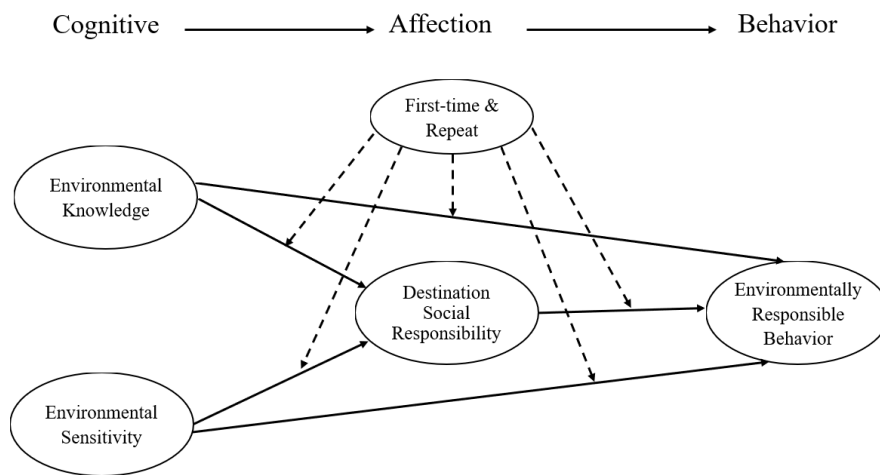 Cognitive
Affection
Behavior
First-time &
Repeat
Environmental
Knowledge
Destination
Social
Responsibility
Environmentally
Responsible
Behavior
Environmental
Sensitivity